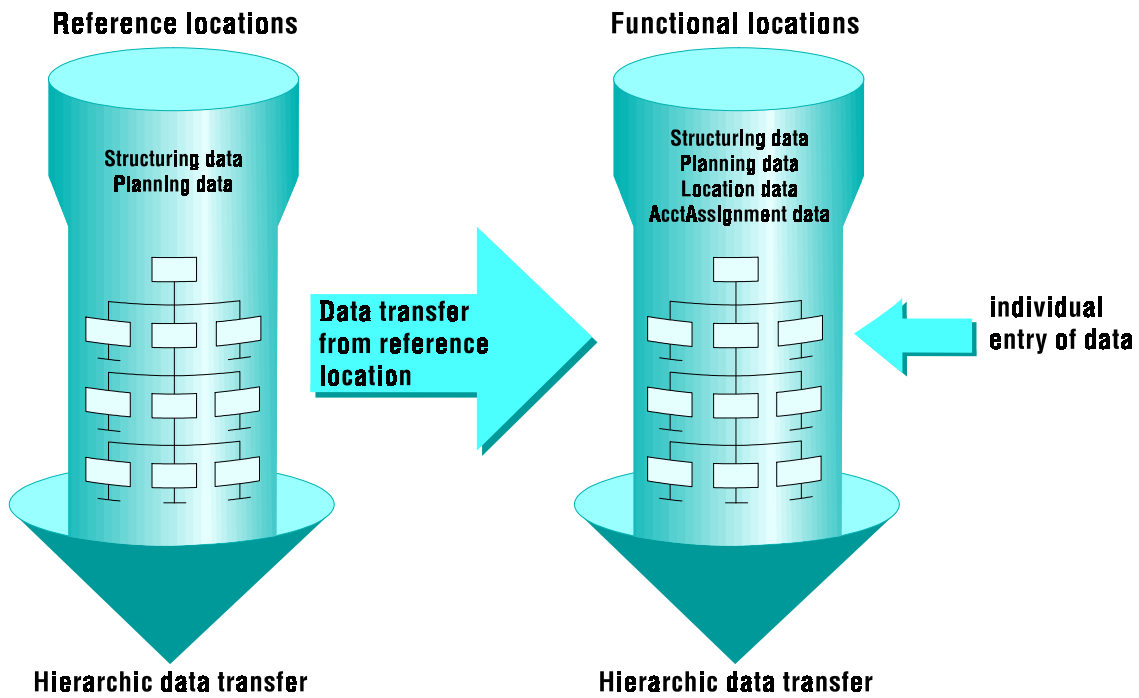 Reference locations
Functional locations
Structuring data
Planning data
Structuring data
Planning data
Location data
AcctAssignment data
Data transfer
from reference
location
individual
entry of data
Hierarchic data transfer
Hierarchic data transfer